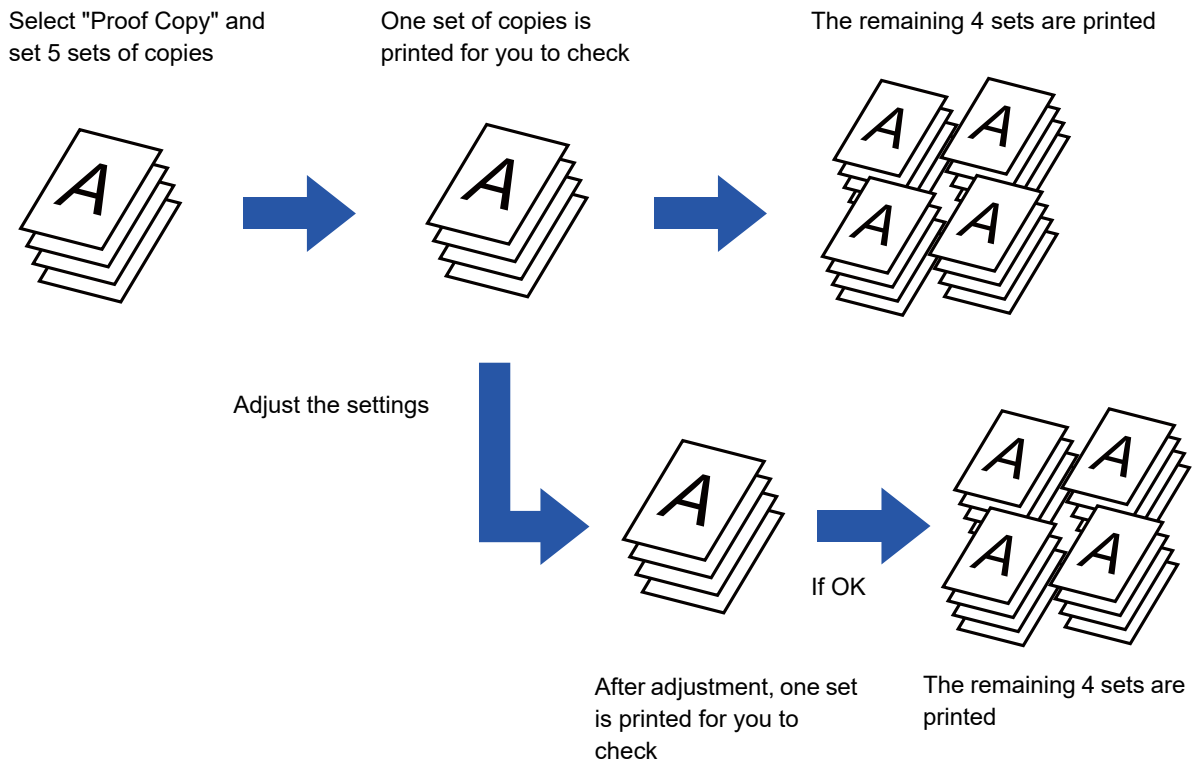 Select "Proof Copy" and
set 5 sets of copies
One set of copies is
printed for you to check
The remaining 4 sets are printed
A
A
A
A
A
A
Adjust the settings
A
If OK
A
A
A
A
After adjustment, one set
is printed for you to
check
The remaining 4 sets are
printed